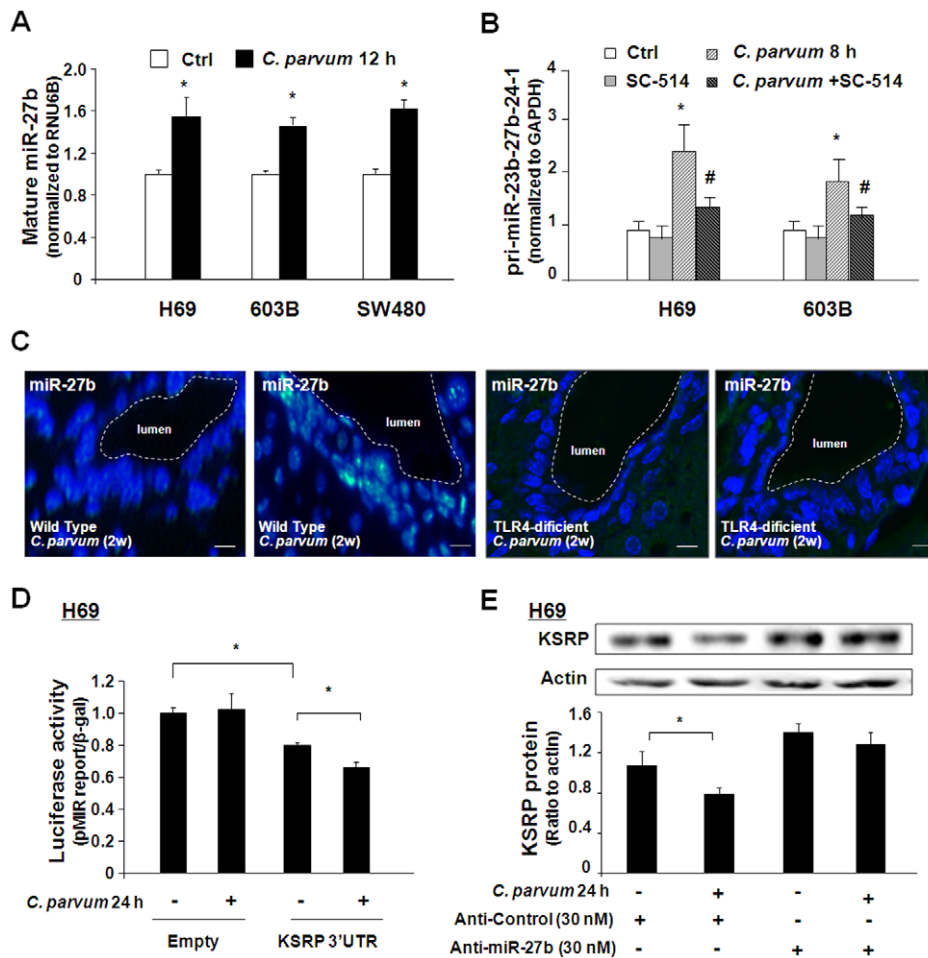 A
Ctrl
C. parvum 12 h
Mature miR-27b
(normalized to RNU6B)
2.0
1.6
1.2
0.8
0.4
0
*
*
*
H69
603B
SW480
B
Ctrl
C. parvum 8 h
SC-514
C. parvum +SC-514
pri-miR-23b-27b-24-1
(normalized to GAPDH)
4
3
2
1
0
*
#
*
#
H69
603B
C
miR-27b
lumen
Wild Type
C. parvum (2w)
miR-27b
lumen
Wild Type
C. parvum (2w)
miR-27b
lumen
TLR4-dificient
C. parvum (2w)
miR-27b
lumen
TLR4-dificient
C. parvum (2w)
D
H69
Luciferase activity
(pMIR report/β-gal)
1.2
1.0
0.8
0.6
0.4
0.2
0
*
*
C. parvum 24 h
- + - +
Empty
KSRP 3'UTR
E
H69
KSRP
Actin
KSRP protein
(Ratio to actin)
1.6
1.2
0.8
0.4
0
*
C. parvum 24 h - + - +
Anti-Control (30 nM) + + - -
Anti-miR-27b (30 nM) - - + +